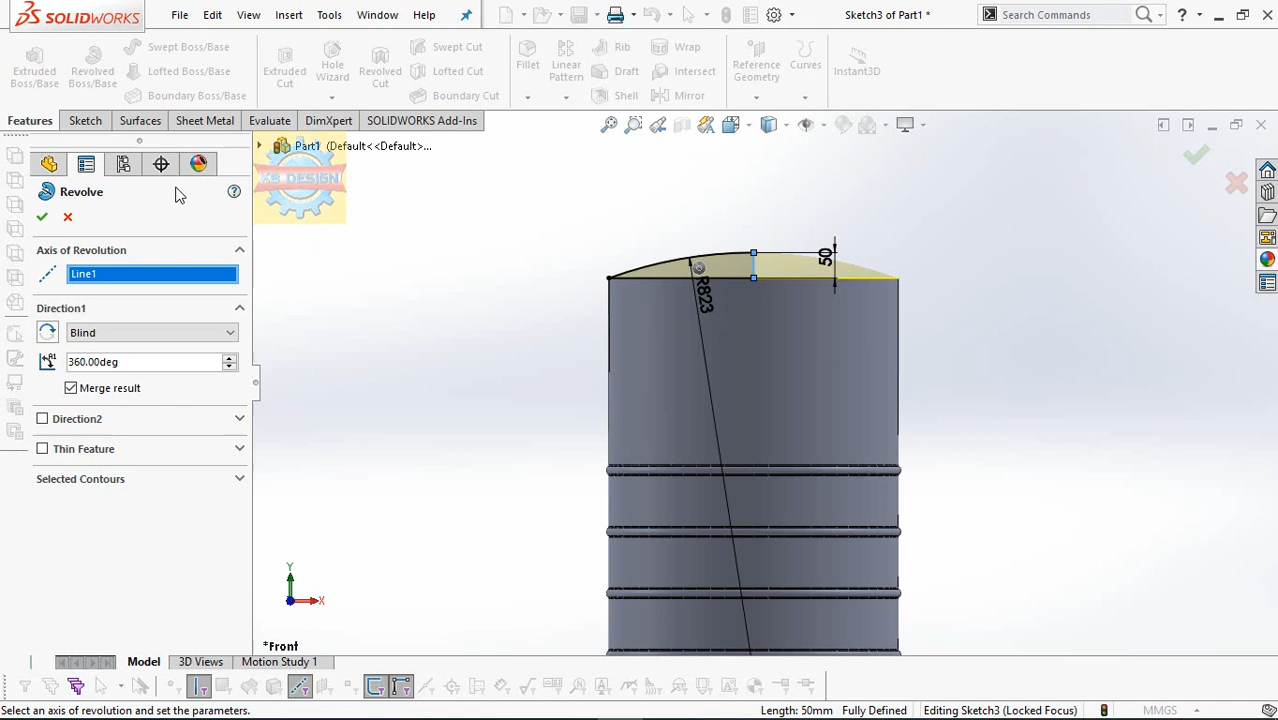 SOLIDWORKS File Edit View Insert Tools Window Help Sketch3 of Part1 * Search Commands ?
Extruded Boss/Base Revolved Boss/Base Swept Boss/Base Lofted Boss/Base Boundary Boss/Base Extruded Cut Hole Wizard Revolved Cut Swept Cut Lofted Cut Boundary Cut Fillet Linear Pattern Rib Draft Shell Wrap Intersect Mirror Reference Geometry Curves Instant3D
Features Sketch Surfaces Sheet Metal Evaluate DimXpert SOLIDWORKS Add-Ins
Part1 (Default<<Default>...
KS DESIGN
Revolve ?
Axis of Revolution
Line1
Direction1
Blind
360.00deg
Merge result
Direction2
Thin Feature
Selected Contours
50
R823
Y
X
*Front
Model 3D Views Motion Study 1
Select an axis of revolution and set the parameters. Length: 50mm Fully Defined Editing Sketch3 (Locked Focus) MMGS